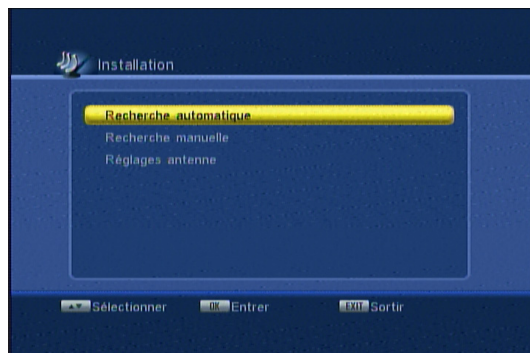 Installation
Recherche automatique
Recherche manuelle
Réglages antenne
▲▼ Sélectionner OK Entrer EXIT Sortir